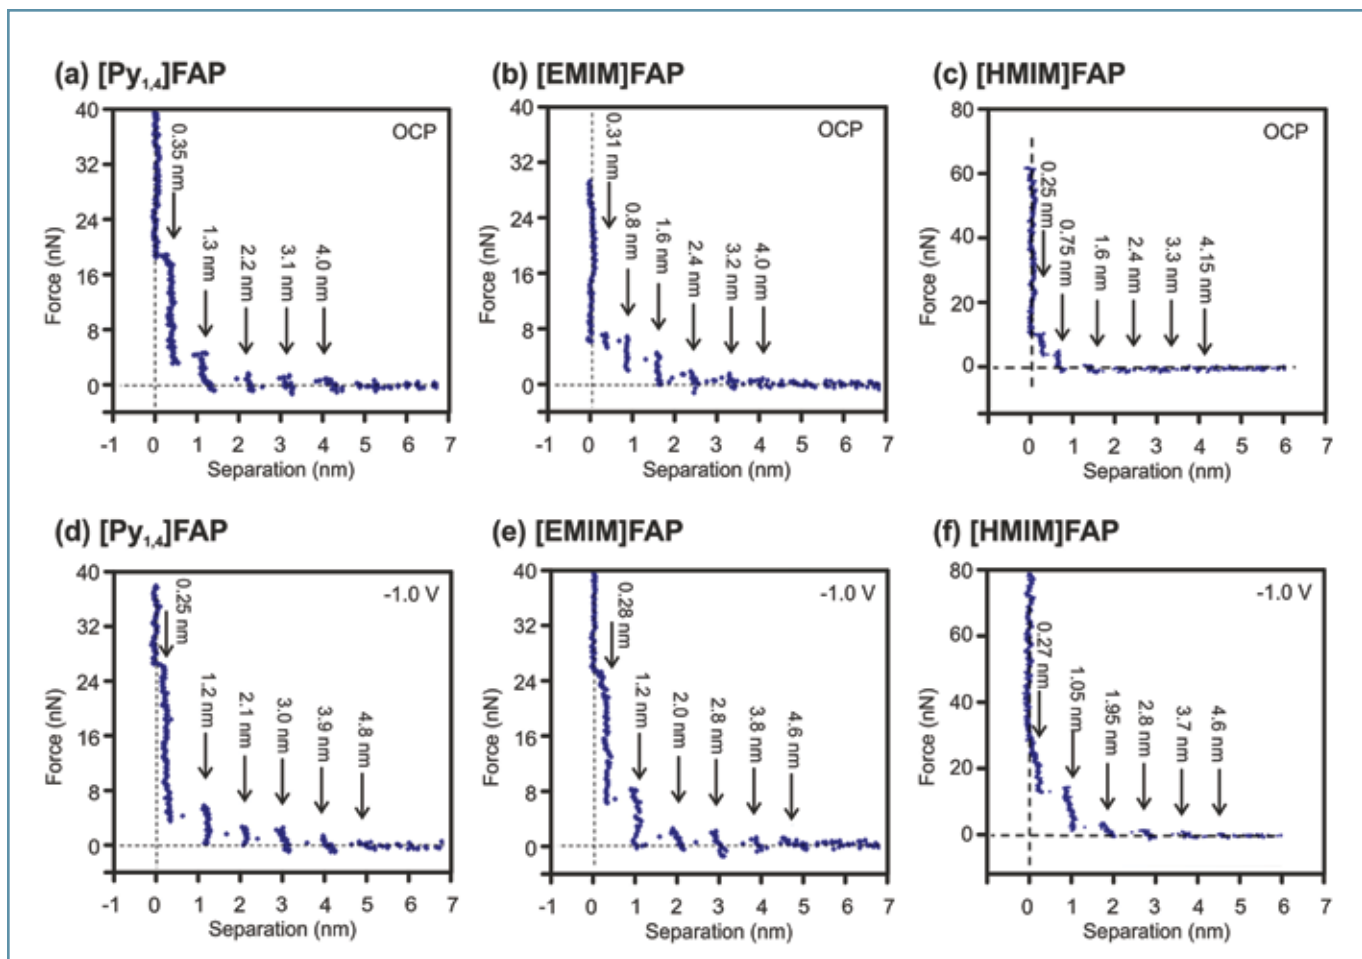 (a) [Py1,4]FAP
40
32
24
16
8
0
Force (nN)
OCP
0.35 nm
1.3 nm
2.2 nm
3.1 nm
4.0 nm
-1 0 1 2 3 4 5 6 7
Separation (nm)
(b) [EMIM]FAP
40
32
24
16
8
0
Force (nN)
OCP
0.31 nm
0.8 nm
1.6 nm
2.4 nm
3.2 nm
4.0 nm
-1 0 1 2 3 4 5 6 7
Separation (nm)
(c) [HMIM]FAP
80
60
40
20
0
Force (nN)
OCP
0.25 nm
0.75 nm
1.6 nm
2.4 nm
3.3 nm
4.15 nm
0 1 2 3 4 5 6 7
Separation (nm)
(d) [Py1,4]FAP
40
32
24
16
8
0
Force (nN)
-1.0 V
0.25 nm
1.2 nm
2.1 nm
3.0 nm
3.9 nm
4.8 nm
-1 0 1 2 3 4 5 6 7
Separation (nm)
(e) [EMIM]FAP
40
32
24
16
8
0
Force (nN)
-1.0 V
0.28 nm
1.2 nm
2.0 nm
2.8 nm
3.8 nm
4.6 nm
-1 0 1 2 3 4 5 6 7
Separation (nm)
(f) [HMIM]FAP
80
60
40
20
0
Force (nN)
-1.0 V
0.27 nm
1.05 nm
1.95 nm
2.8 nm
3.7 nm
4.6 nm
0 1 2 3 4 5 6 7
Separation (nm)